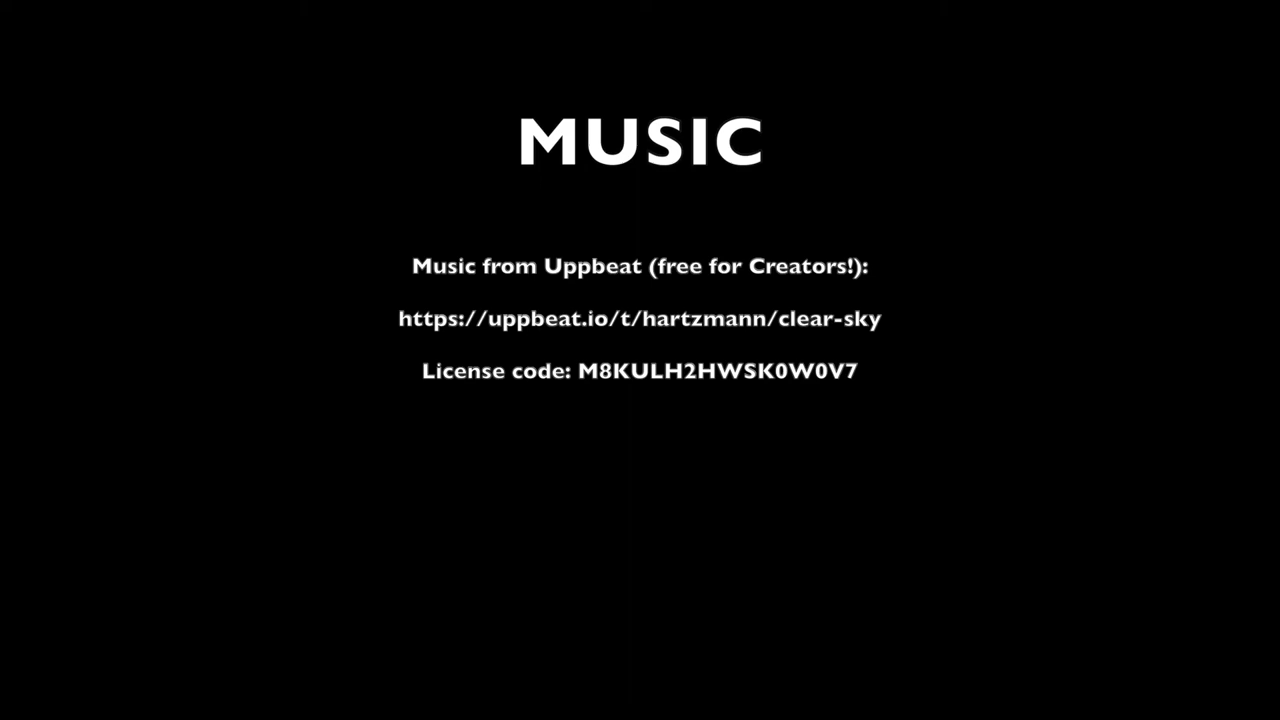 MUSIC
Music from Uppbeat (free for Creators!):
https://uppbeat.io/t/hartzmann/clear-sky
License code: M8KULH2HWSK0W0V7